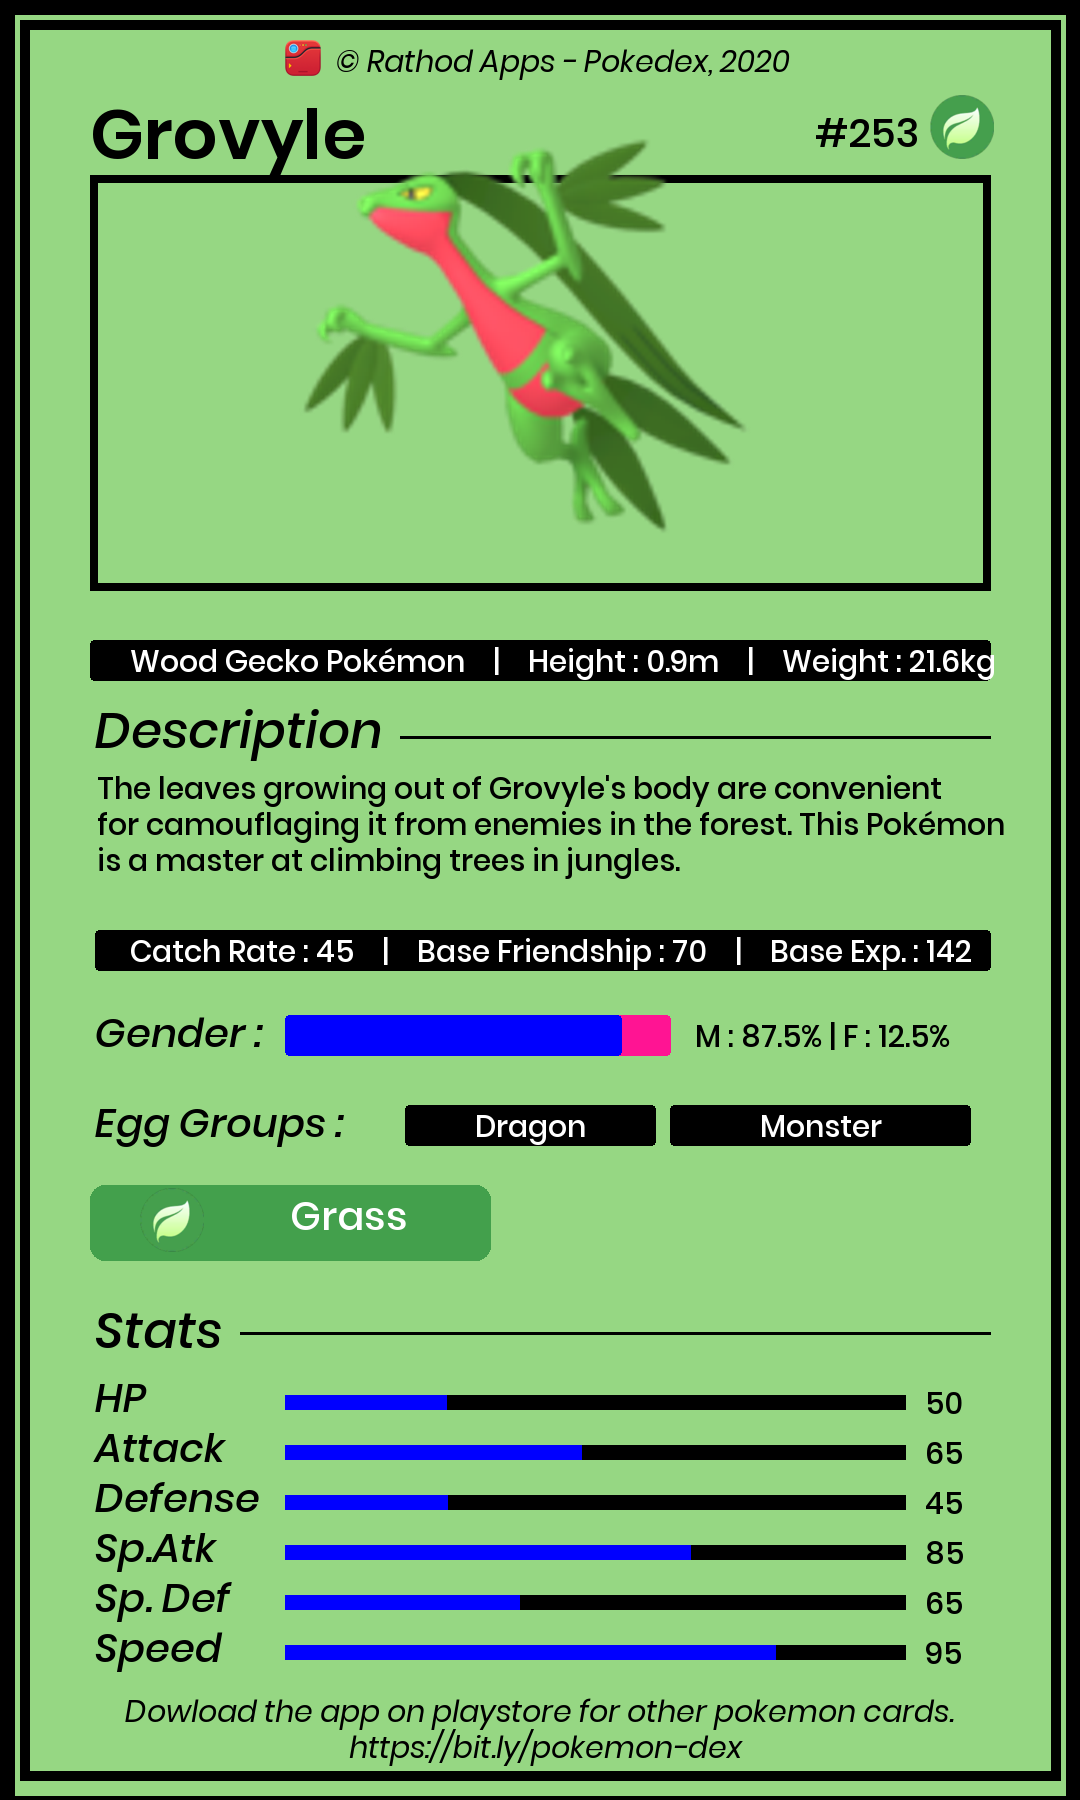 © Rathod Apps - Pokedex, 2020
Grovyle
#253
Wood Gecko Pokémon | Height : 0.9m | Weight : 21.6kg
Description
The leaves growing out of Grovyle's body are convenient
for camouflaging it from enemies in the forest. This Pokémon
is a master at climbing trees in jungles.
Catch Rate : 45 | Base Friendship : 70 | Base Exp. : 142
Gender : M : 87.5% | F : 12.5%
Egg Groups : Dragon Monster
Grass
Stats
HP 50
Attack 65
Defense 45
Sp.Atk 85
Sp. Def 65
Speed 95
Dowload the app on playstore for other pokemon cards.
https://bit.ly/pokemon-dex